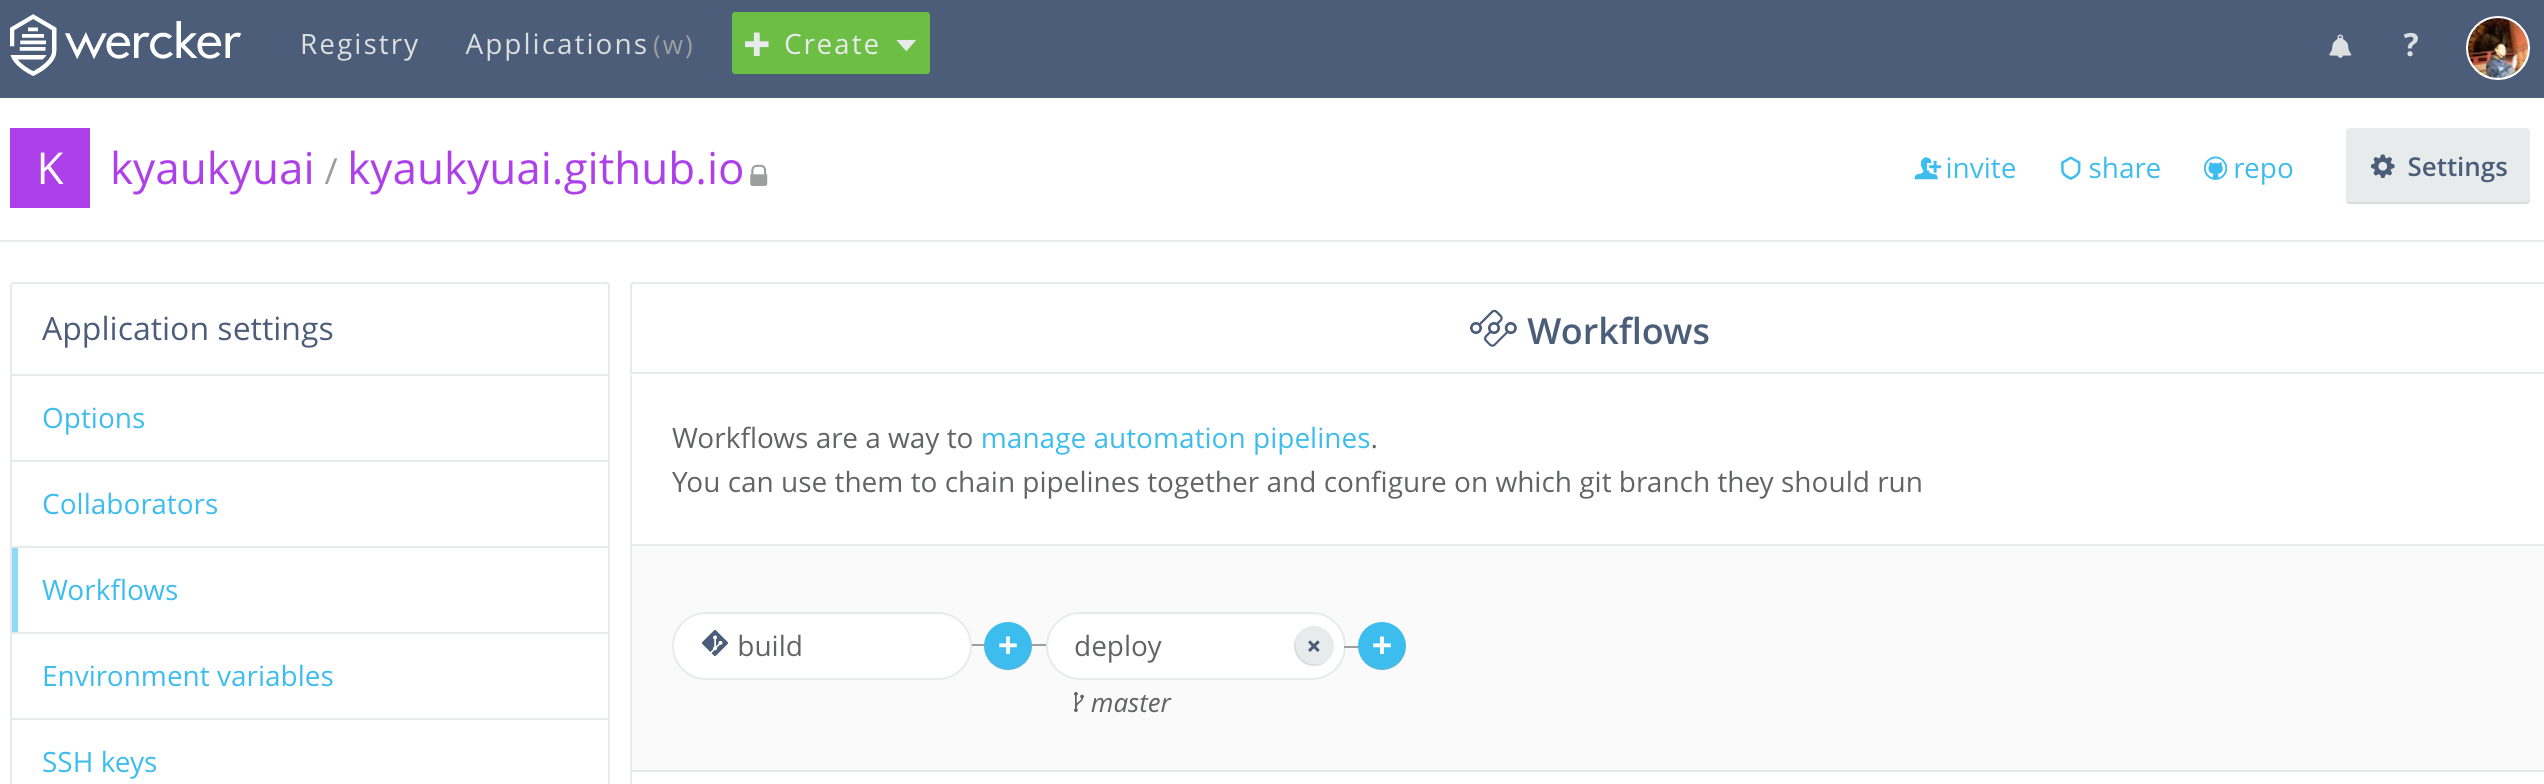 wercker Registry Applications (w) + Create ?
K kyaukyuai / kyaukyuai.github.io invite share repo Settings
Application settings
Options
Collaborators
Workflows
Environment variables
SSH keys
Workflows
Workflows are a way to manage automation pipelines.
You can use them to chain pipelines together and configure on which git branch they should run
build + deploy × +
master